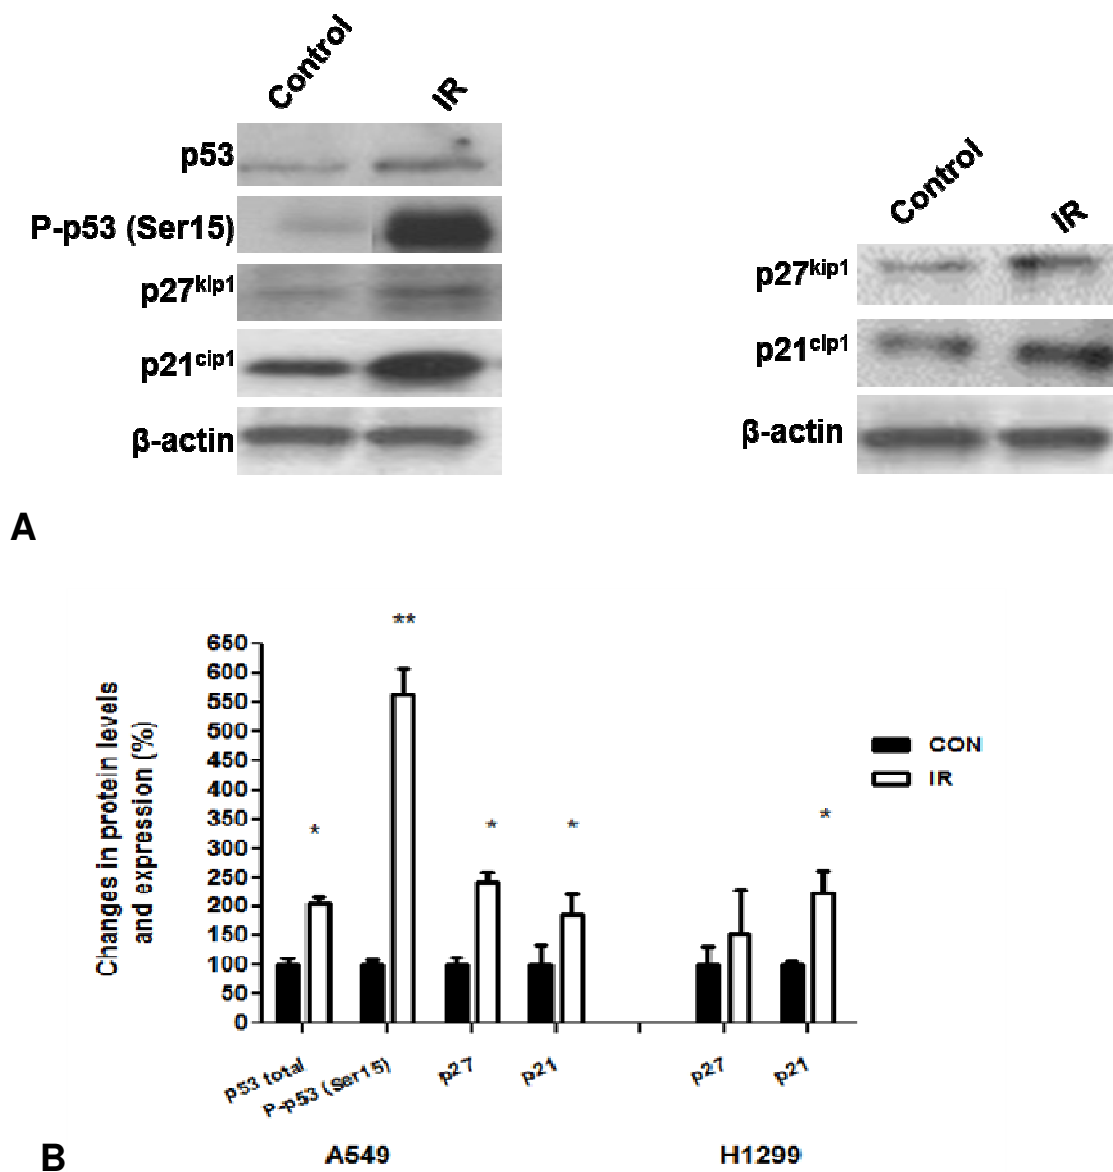 Control IR
p53
P-p53 (Ser15)
p27kip1
p21cip1
β-actin
Control IR
p27kip1
p21cip1
β-actin
A
Changes in protein levels
and expression (%)
650
600
550
500
450
400
350
300
250
200
150
100
50
0
*
**
*
*
*
CON
IR
p53 total
P-p53 (Ser15)
p27
p21
p27
p21
A549
H1299
B